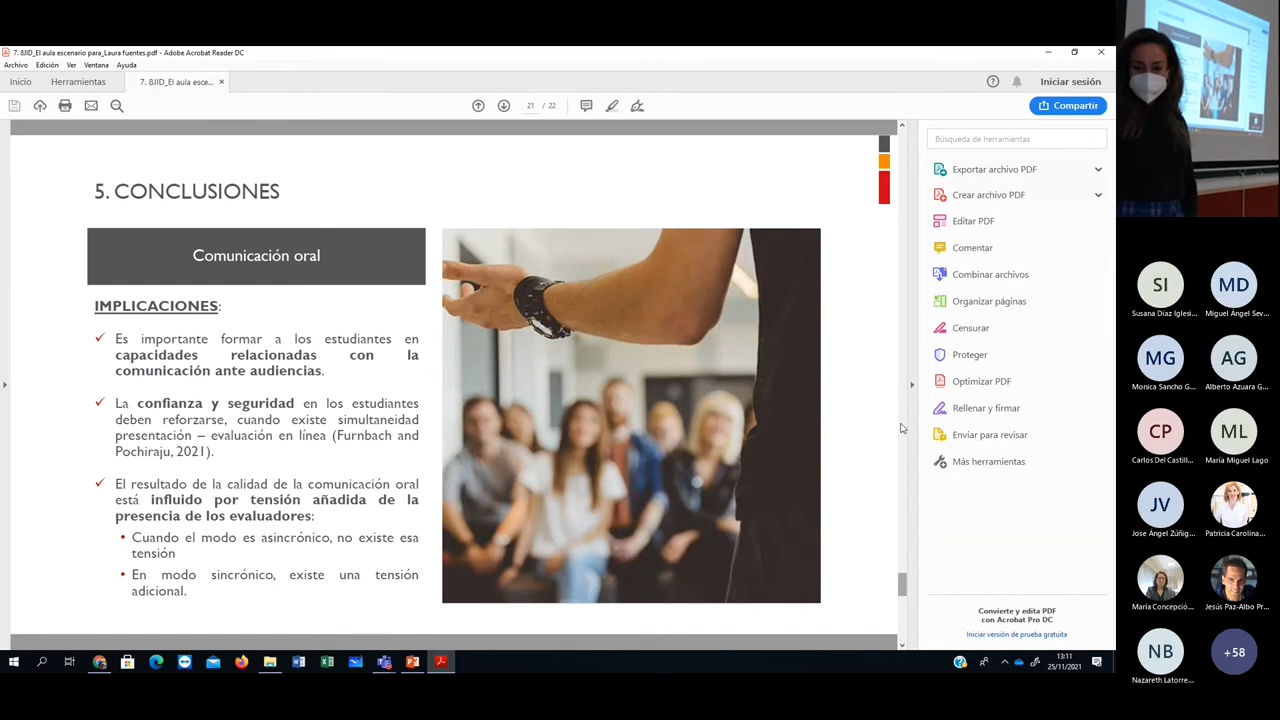 7. 8JID_El aula escenario para_Laura fuentes.pdf - Adobe Acrobat Reader DC
Archivo Edición Ver Ventana Ayuda
Inicio Herramientas 7. 8JID_El aula esce... Iniciar sesión
21 / 22 Compartir
5. CONCLUSIONES
Comunicación oral
IMPLICACIONES:
Es importante formar a los estudiantes en
capacidades relacionadas con la
comunicación ante audiencias.
La confianza y seguridad en los estudiantes
deben reforzarse, cuando existe simultaneidad
presentación – evaluación en línea (Furnbach and
Pochiraju, 2021).
El resultado de la calidad de la comunicación oral
está influido por tensión añadida de la
presencia de los evaluadores:
• Cuando el modo es asincrónico, no existe esa
tensión
• En modo sincrónico, existe una tensión
adicional.
Búsqueda de herramientas
Exportar archivo PDF
Crear archivo PDF
Editar PDF
Comentar
Combinar archivos
Organizar páginas
Censurar
Proteger
Optimizar PDF
Rellenar y firmar
Enviar para revisar
Más herramientas
Convierte y edita PDF
con Acrobat Pro DC
Iniciar versión de prueba gratuita
13:11
25/11/2021
SI MD
Susana Díaz Iglesi... Miguel Ángel Sev...
MG AG
Monica Sancho G... Alberto Azuara G...
CP ML
Carlos Del Castill... María Miguel Lago
JV
Jose Ángel Zúñig... Patricia Carolina...
María Concepció... Jesús Paz-Albo Pr...
NB +58
Nazareth Latorre...